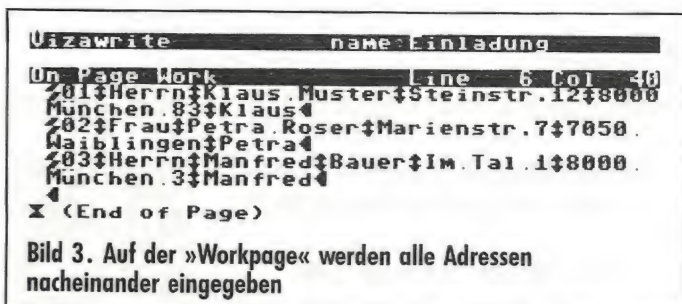 Vizawrite name:Einladung
On Page Work Line 6 Col 40
01‡Herrn‡Klaus.Muster‡Steinstr.12‡8000
München.83‡Klaus
02‡Frau‡Petra.Roser‡Marienstr.7‡7050.
Waiblingen‡Petra
03‡Herrn‡Manfred‡Bauer‡Im.Tal.1‡8000.
München.3‡Manfred
(End of Page)
Bild 3. Auf der »Workpage« werden alle Adressen
nacheinander eingegeben